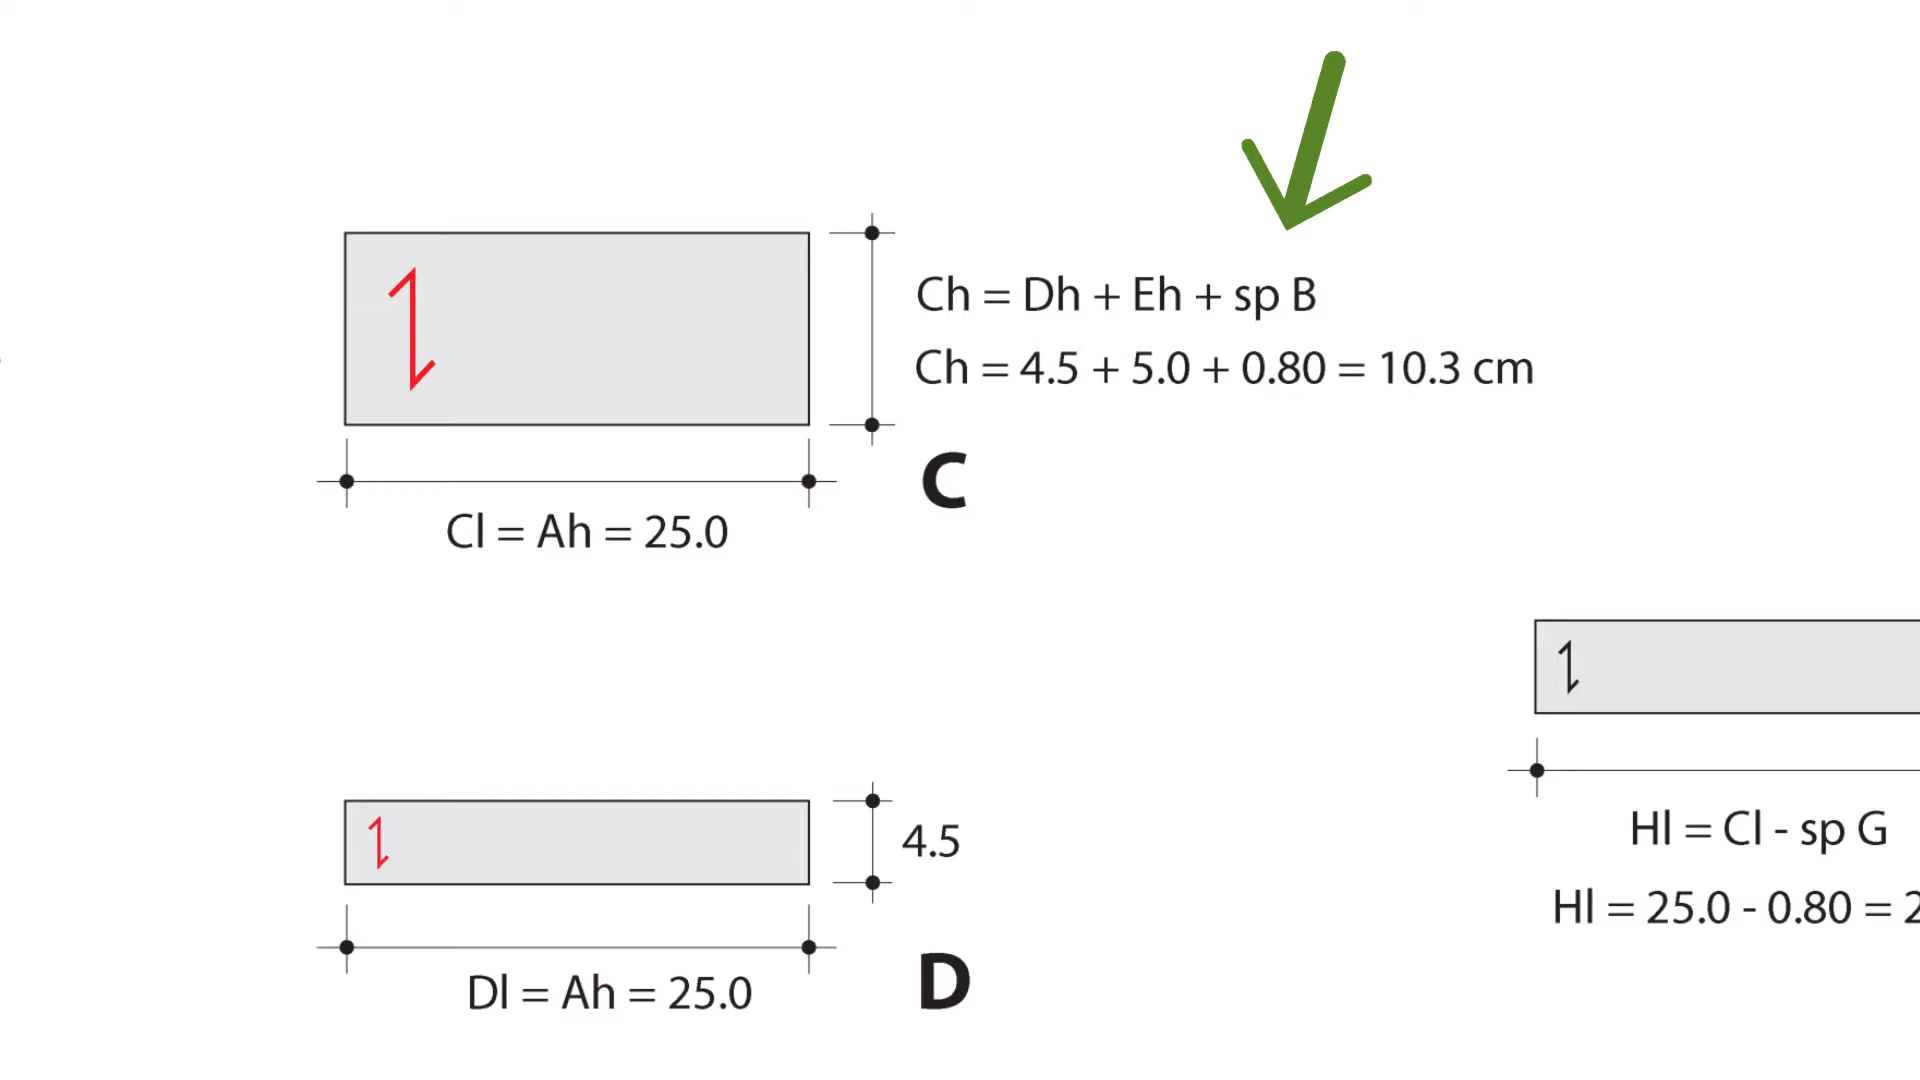 Ch = Dh + Eh + sp B
Ch = 4.5 + 5.0 + 0.80 = 10.3 cm
C
Cl = Ah = 25.0
4.5
Dl = Ah = 25.0
D
Hl = Cl - sp G
Hl = 25.0 - 0.80 =